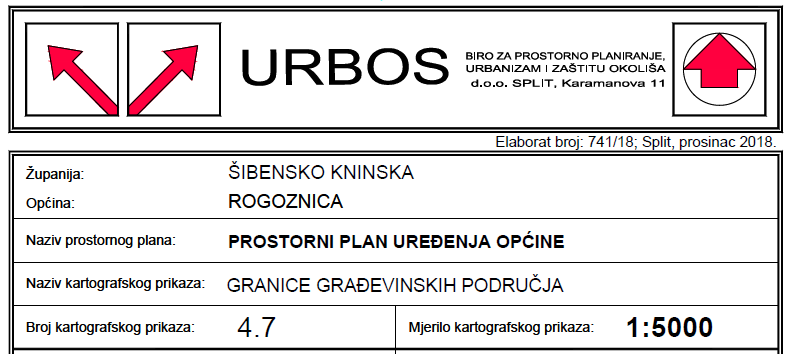 URBOS
BIRO ZA PROSTORNO PLANIRANJE,
URBANIZAM I ZAŠTITU OKOLIŠA
d.o.o. SPLIT, Karamanova 11
Elaborat broj: 741/18; Split, prosinac 2018.
Županija: ŠIBENSKO KNINSKA
Općina: ROGOZNICA
Naziv prostornog plana: PROSTORNI PLAN UREĐENJA OPĆINE
Naziv kartografskog prikaza: GRANICE GRAĐEVINSKIH PODRUČJA
Broj kartografskog prikaza: 4.7 Mjerilo kartografskog prikaza: 1:5000